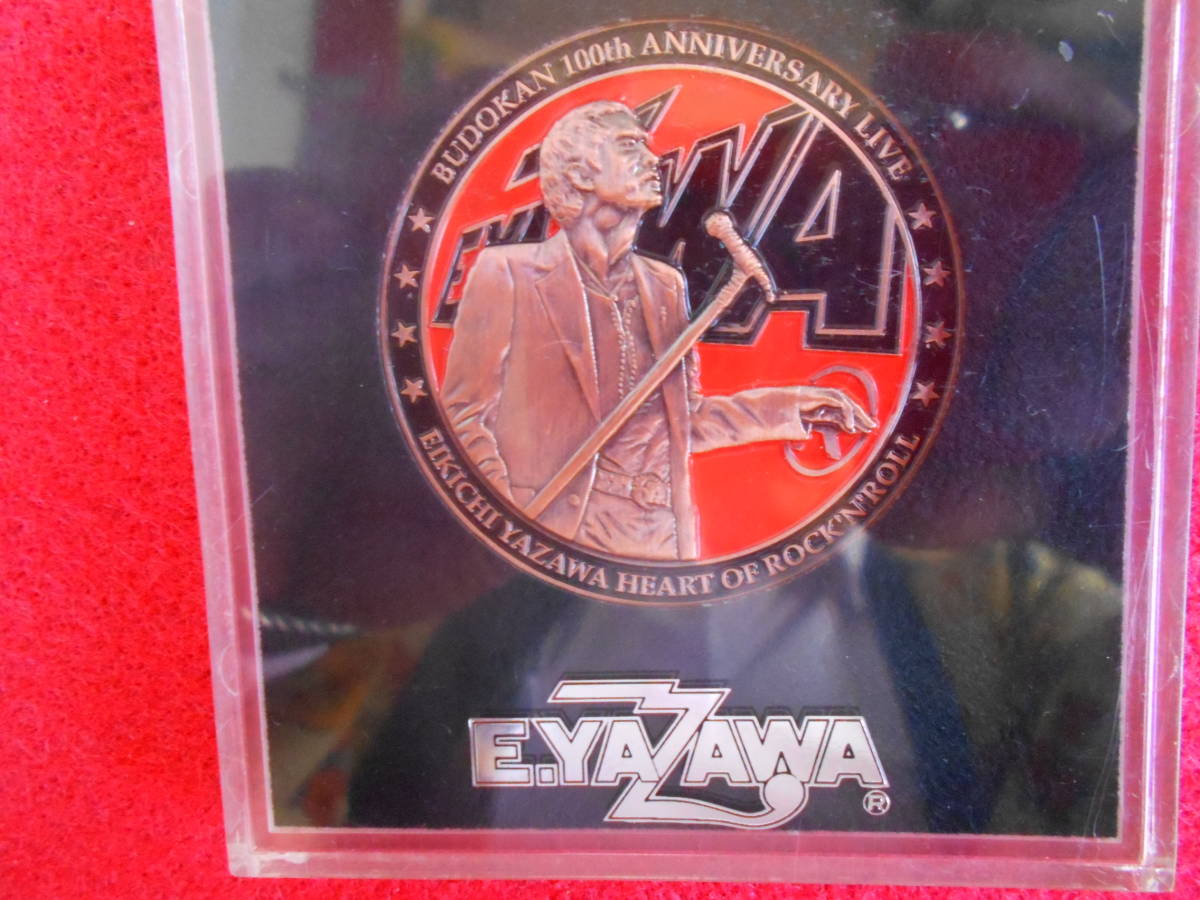 BUDOKAN 100th ANNIVERSARY LIVE
EIKICHI YAZAWA HEART OF ROCK'N'ROLL
E.YAZAWA
®